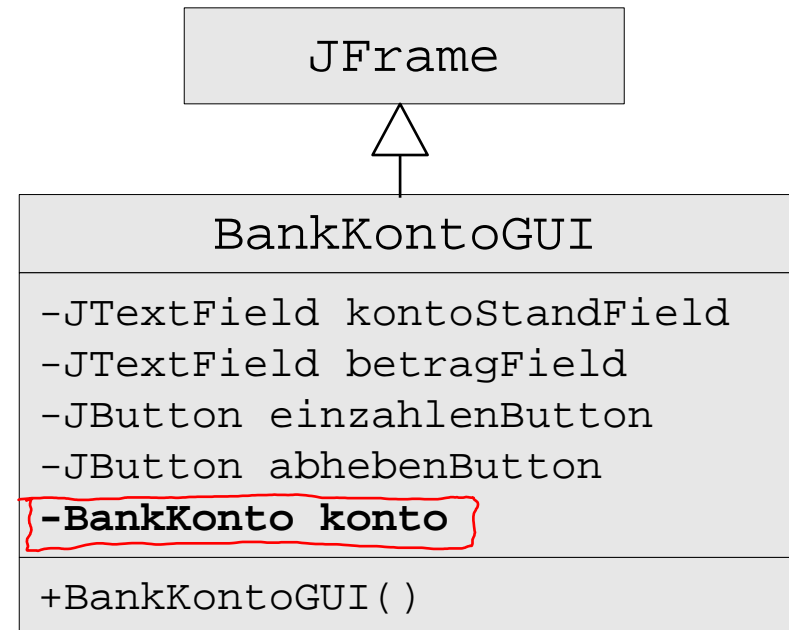 JFrame
BankKontoGUI
-JTextField kontoStandField
-JTextField betragField
-JButton einzahlenButton
-JButton abhebenButton
-BankKonto konto
+BankKontoGUI()